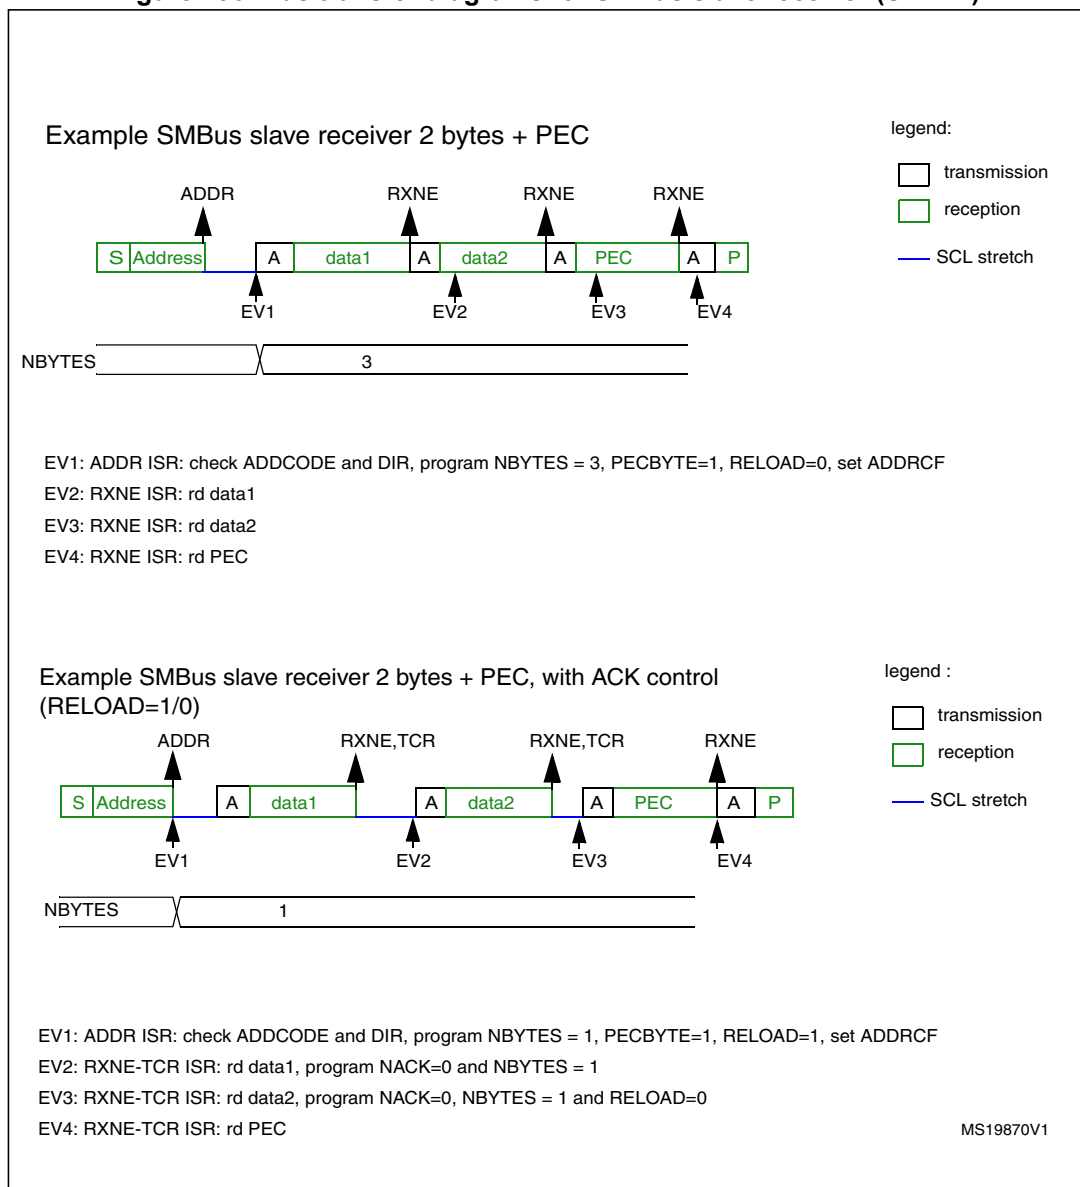 Example SMBus slave receiver 2 bytes + PEC
legend:
transmission
reception
SCL stretch
ADDR RXNE RXNE RXNE
S Address A data1 A data2 A PEC A P
EV1 EV2 EV3 EV4
NBYTES 3
EV1: ADDR ISR: check ADDCODE and DIR, program NBYTES = 3, PECBYTE=1, RELOAD=0, set ADDRCF
EV2: RXNE ISR: rd data1
EV3: RXNE ISR: rd data2
EV4: RXNE ISR: rd PEC
Example SMBus slave receiver 2 bytes + PEC, with ACK control
(RELOAD=1/0)
legend :
transmission
reception
SCL stretch
ADDR RXNE,TCR RXNE,TCR RXNE
S Address A data1 A data2 A PEC A P
EV1 EV2 EV3 EV4
NBYTES 1
EV1: ADDR ISR: check ADDCODE and DIR, program NBYTES = 1, PECBYTE=1, RELOAD=1, set ADDRCF
EV2: RXNE-TCR ISR: rd data1, program NACK=0 and NBYTES = 1
EV3: RXNE-TCR ISR: rd data2, program NACK=0, NBYTES = 1 and RELOAD=0
EV4: RXNE-TCR ISR: rd PEC
MS19870V1